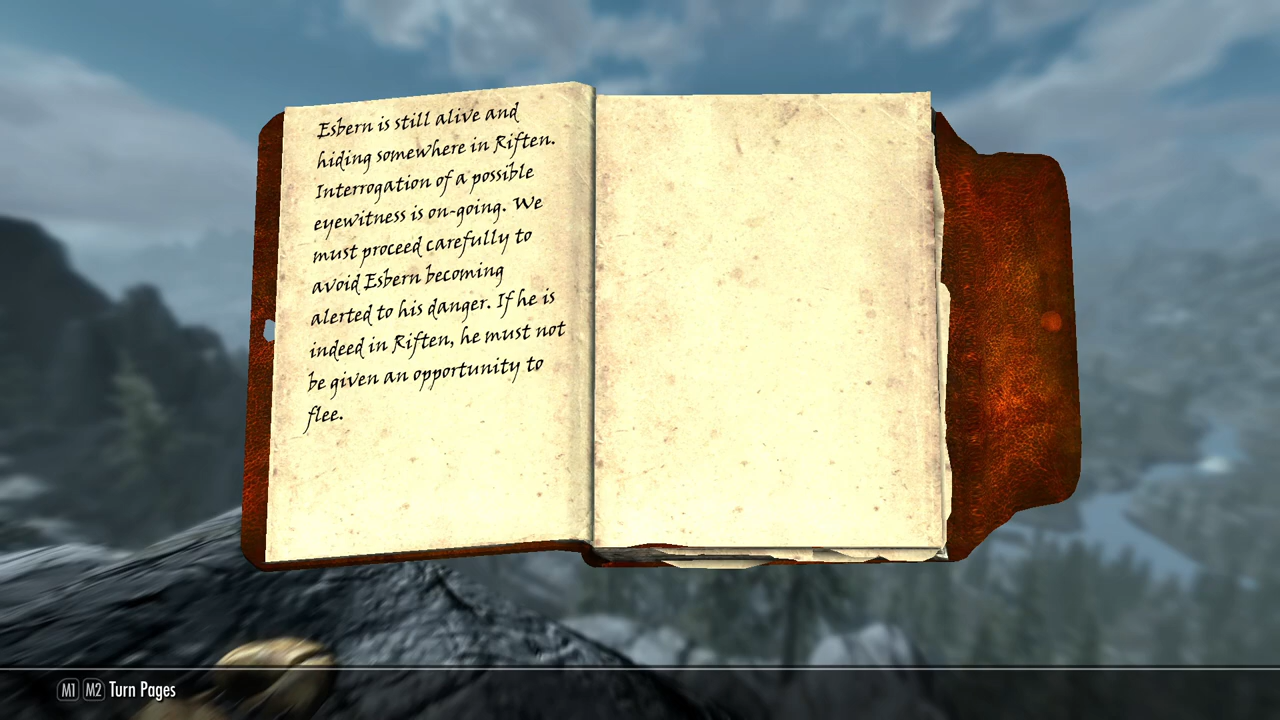 Esbern is still alive and
hiding somewhere in Riften.
Interrogation of a possible
eyewitness is on-going. We
must proceed carefully to
avoid Esbern becoming
alerted to his danger. If he is
indeed in Riften, he must not
be given an opportunity to
flee.
M1 M2 Turn Pages